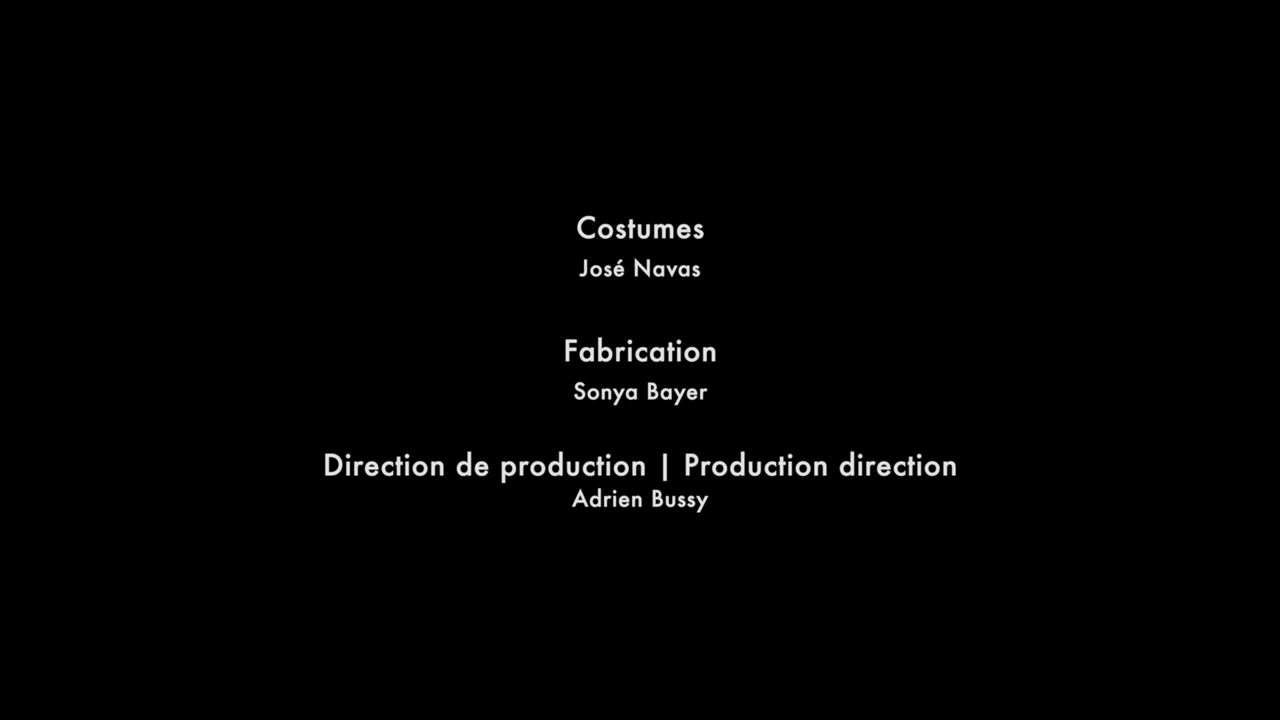 Costumes
José Navas
Fabrication
Sonya Bayer
Direction de production | Production direction
Adrien Bussy